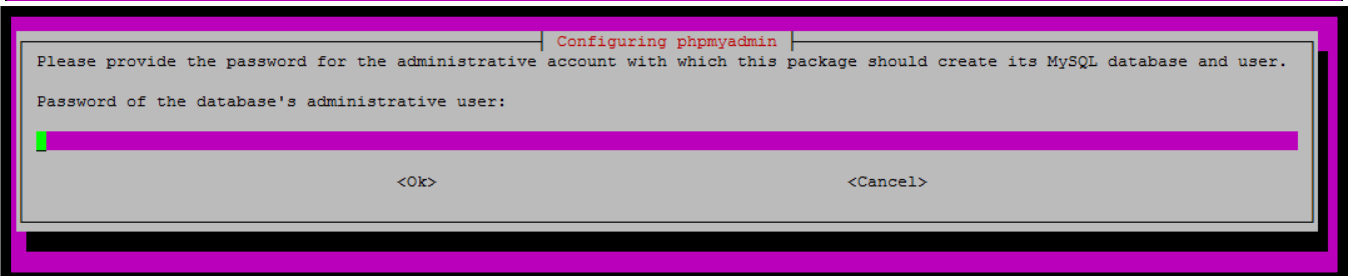 Configuring phpmyadmin
Please provide the password for the administrative account with which this package should create its MySQL database and user.
Password of the database's administrative user:
<Ok> <Cancel>